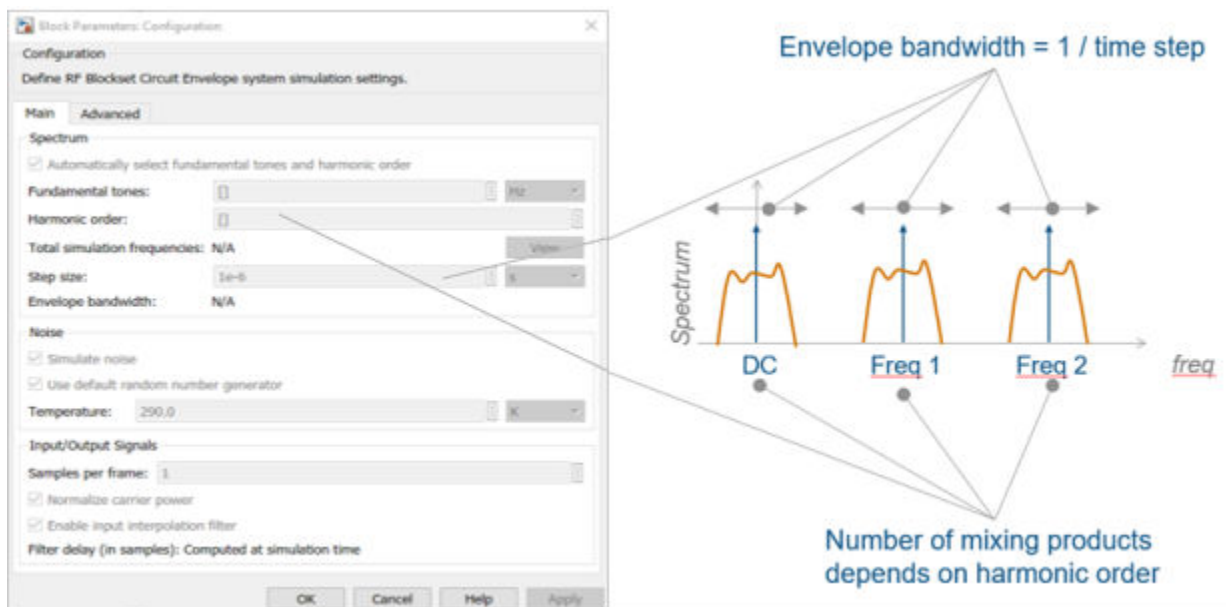 Block Parameters: Configuration
Configuration
Define RF Blockset Circuit Envelope system simulation settings.
Main Advanced
Spectrum
Automatically select fundamental tones and harmonic order
Fundamental tones: [] Hz
Harmonic order: []
Total simulation frequencies: N/A View
Step size: 1e-6 s
Envelope bandwidth: N/A
Noise
Simulate noise
Use default random number generator
Temperature: 290.0 K
Input/Output Signals
Samples per frame: 1
Normalize carrier power
Enable input interpolation filter
Filter delay (in samples): Computed at simulation time
OK Cancel Help Apply
Envelope bandwidth = 1 / time step
Spectrum
DC Freq 1 Freq 2 freq
Number of mixing products
depends on harmonic order